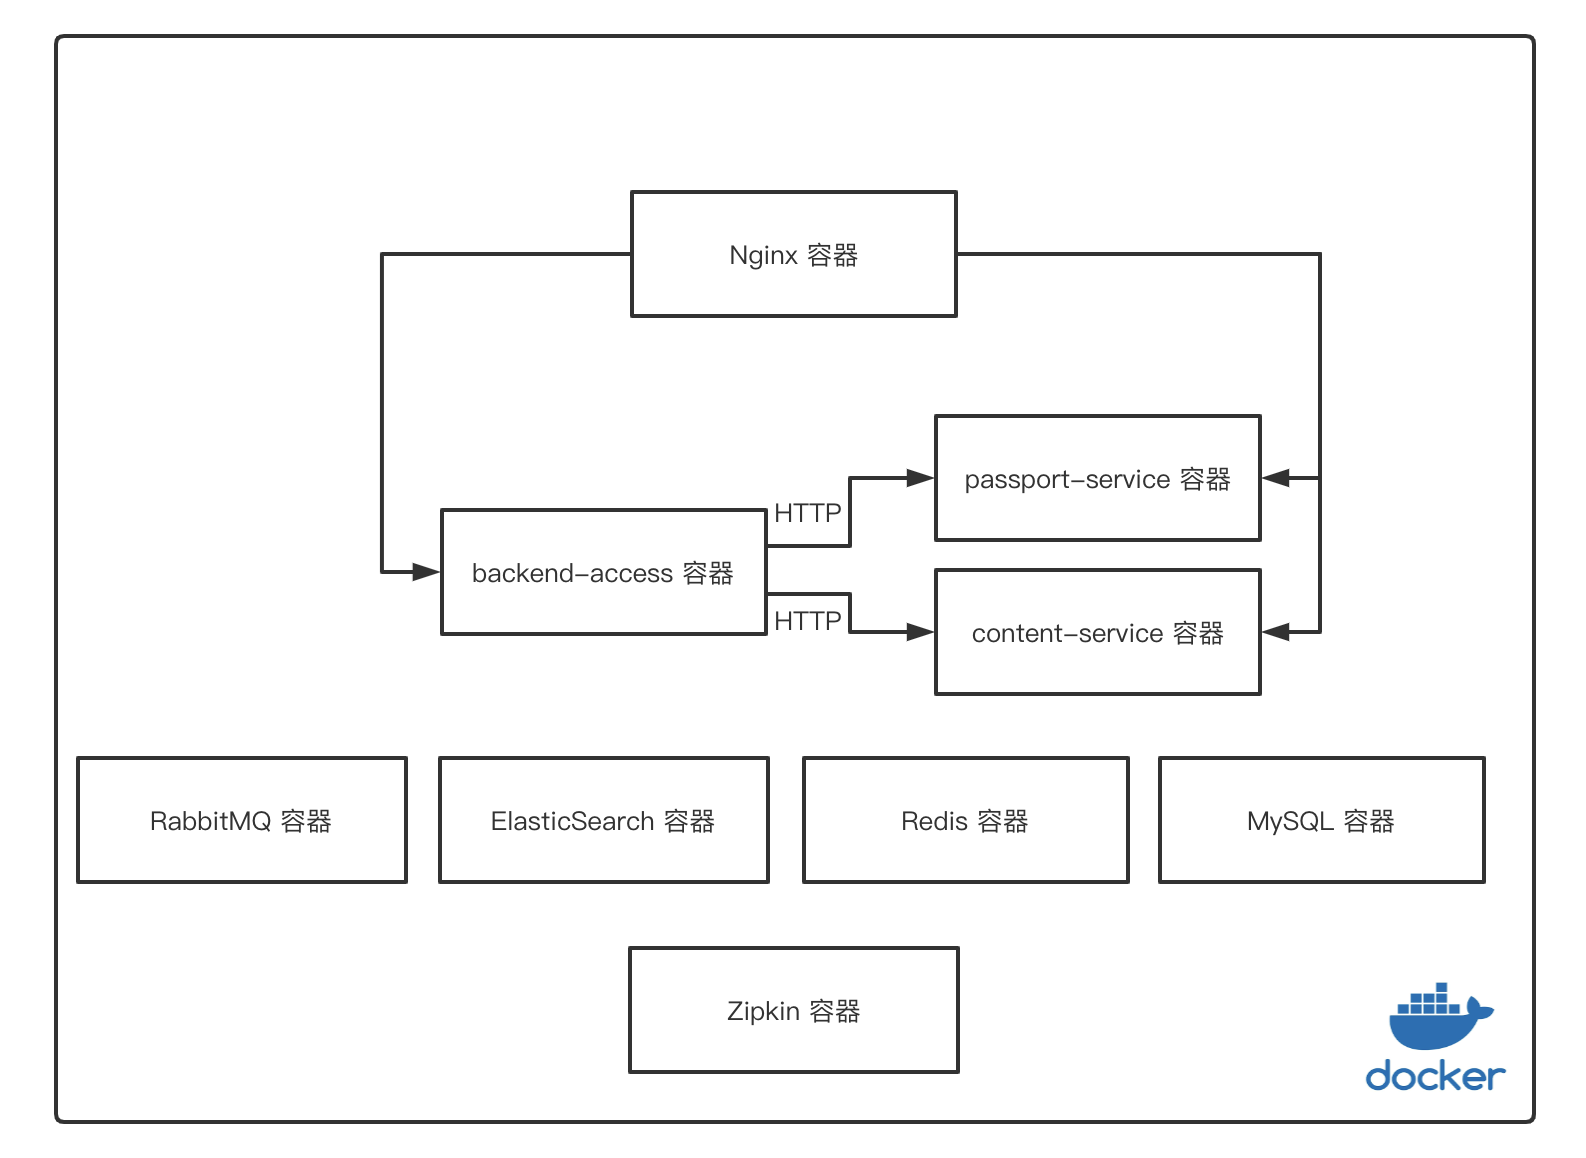 Nginx 容器
passport-service 容器
HTTP
backend-access 容器
HTTP
content-service 容器
RabbitMQ 容器
ElasticSearch 容器
Redis 容器
MySQL 容器
Zipkin 容器
docker